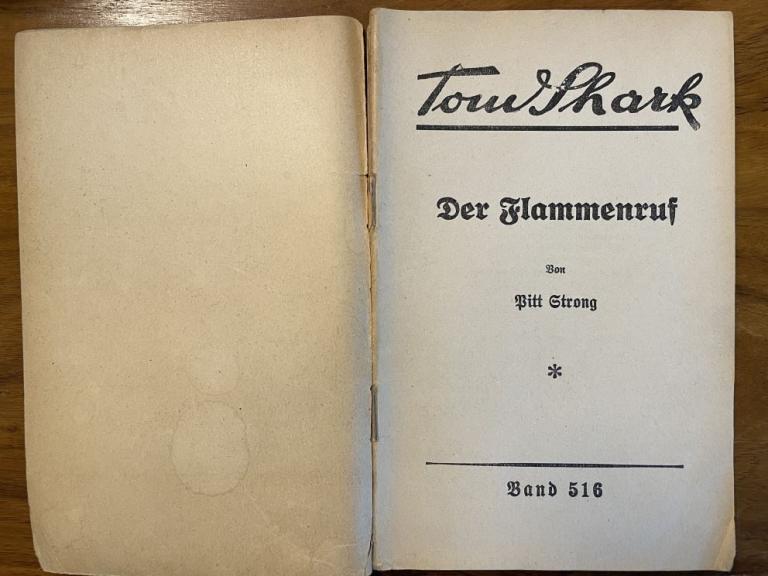 Tom Shark
Der Flammenruf
Von
Pitt Strong
*
Band 516